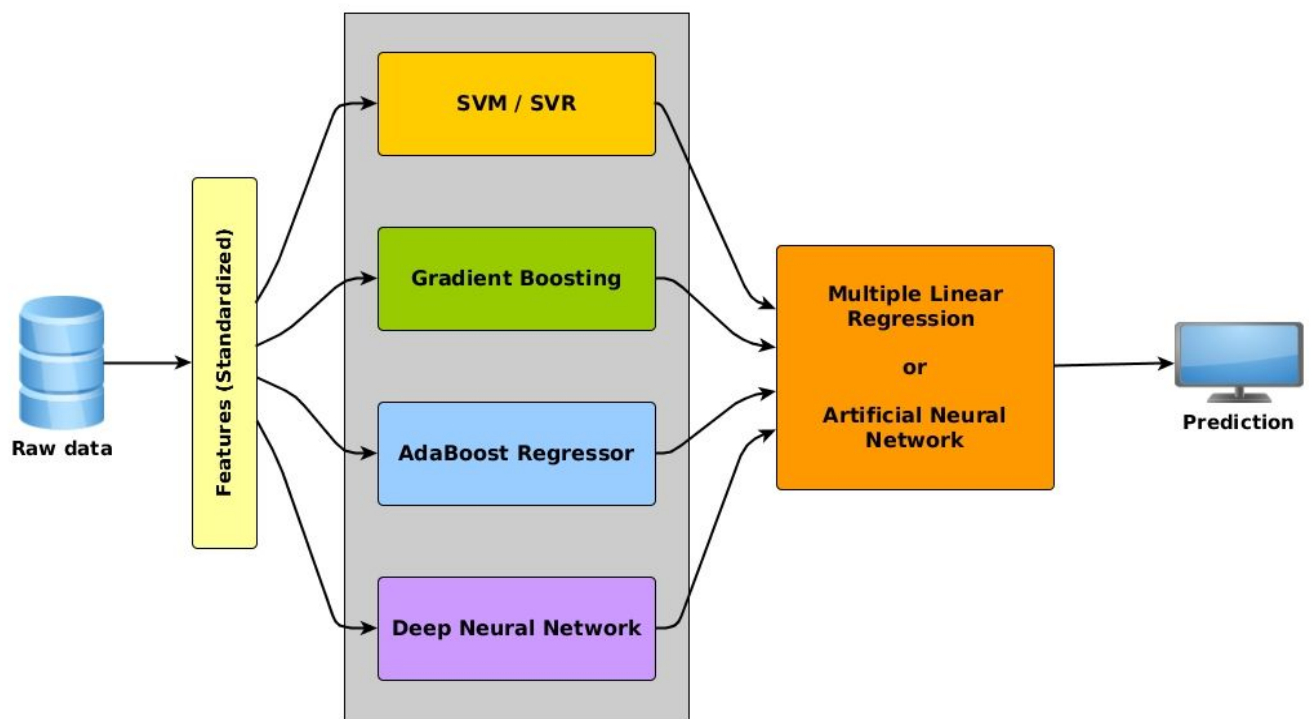 Raw data
Features (Standardized)
SVM / SVR
Gradient Boosting
AdaBoost Regressor
Deep Neural Network
Multiple Linear
Regression
or
Artificial Neural
Network
Prediction